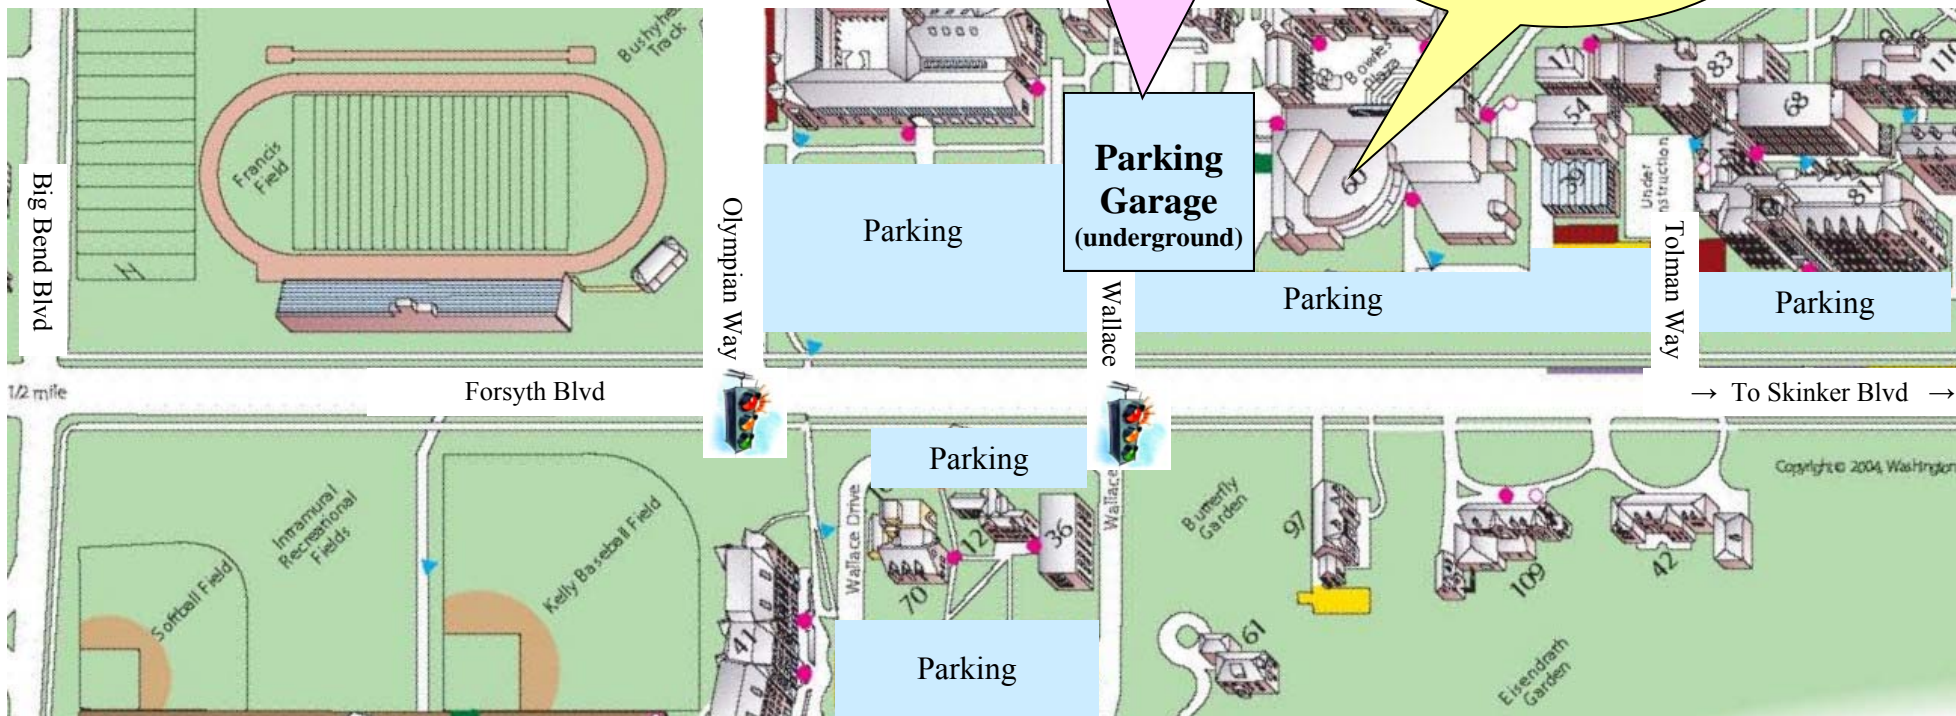 Bushyhe
Track
Francis
Field
H
Big Bend Blvd
Olympian Way
Parking
Parking
Garage
(underground)
Wallace
Parking
Bowles
Plaza
60
17
83
110
54
68
39
81
Under
nstruction
Tolman Way
Parking
1/2 mile
Forsyth Blvd
→ To Skinker Blvd →
Parking
Copyright © 2004, Washington
Intramural
Recreational
Fields
Softball Field
Kelly Baseball Field
41
Wallace Drive
70
12
36
Wallace
Parking
Butterfly
Garden
97
61
109
42
Eisendrath
Garden